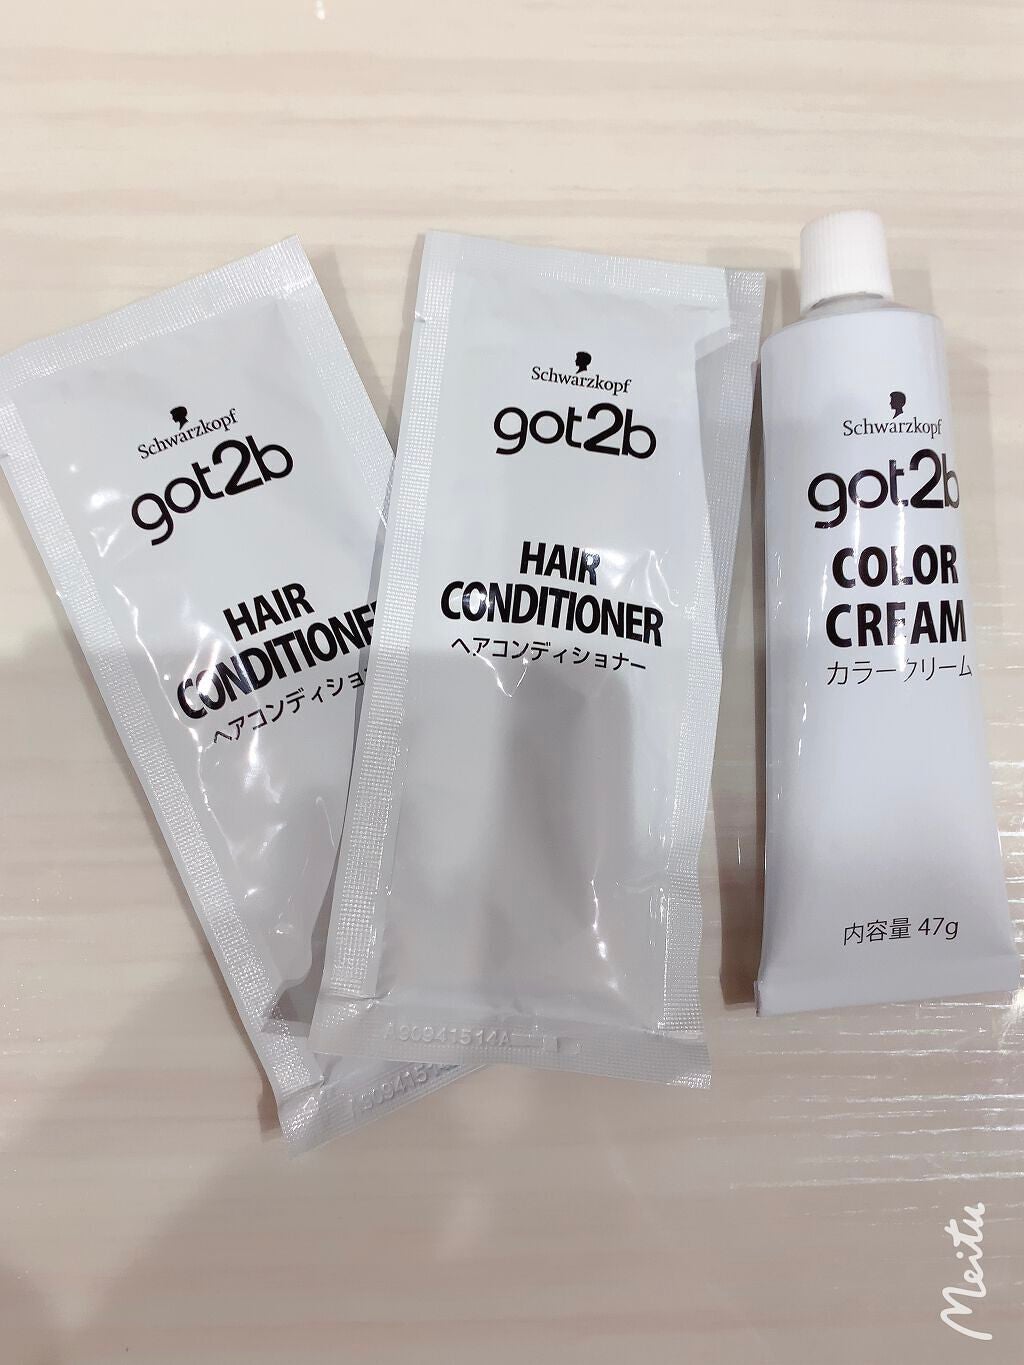 Schwarzkopf
got2b
HAIR
CONDITIONE
ヘアコンディショ
Schwarzkopf
got2b
HAIR
CONDITIONER
ヘアコンディショナー
AS0941514A
Schwarzkopf
got2b
COLOR
CREAM
カラークリーム
内容量 47g
Meitu